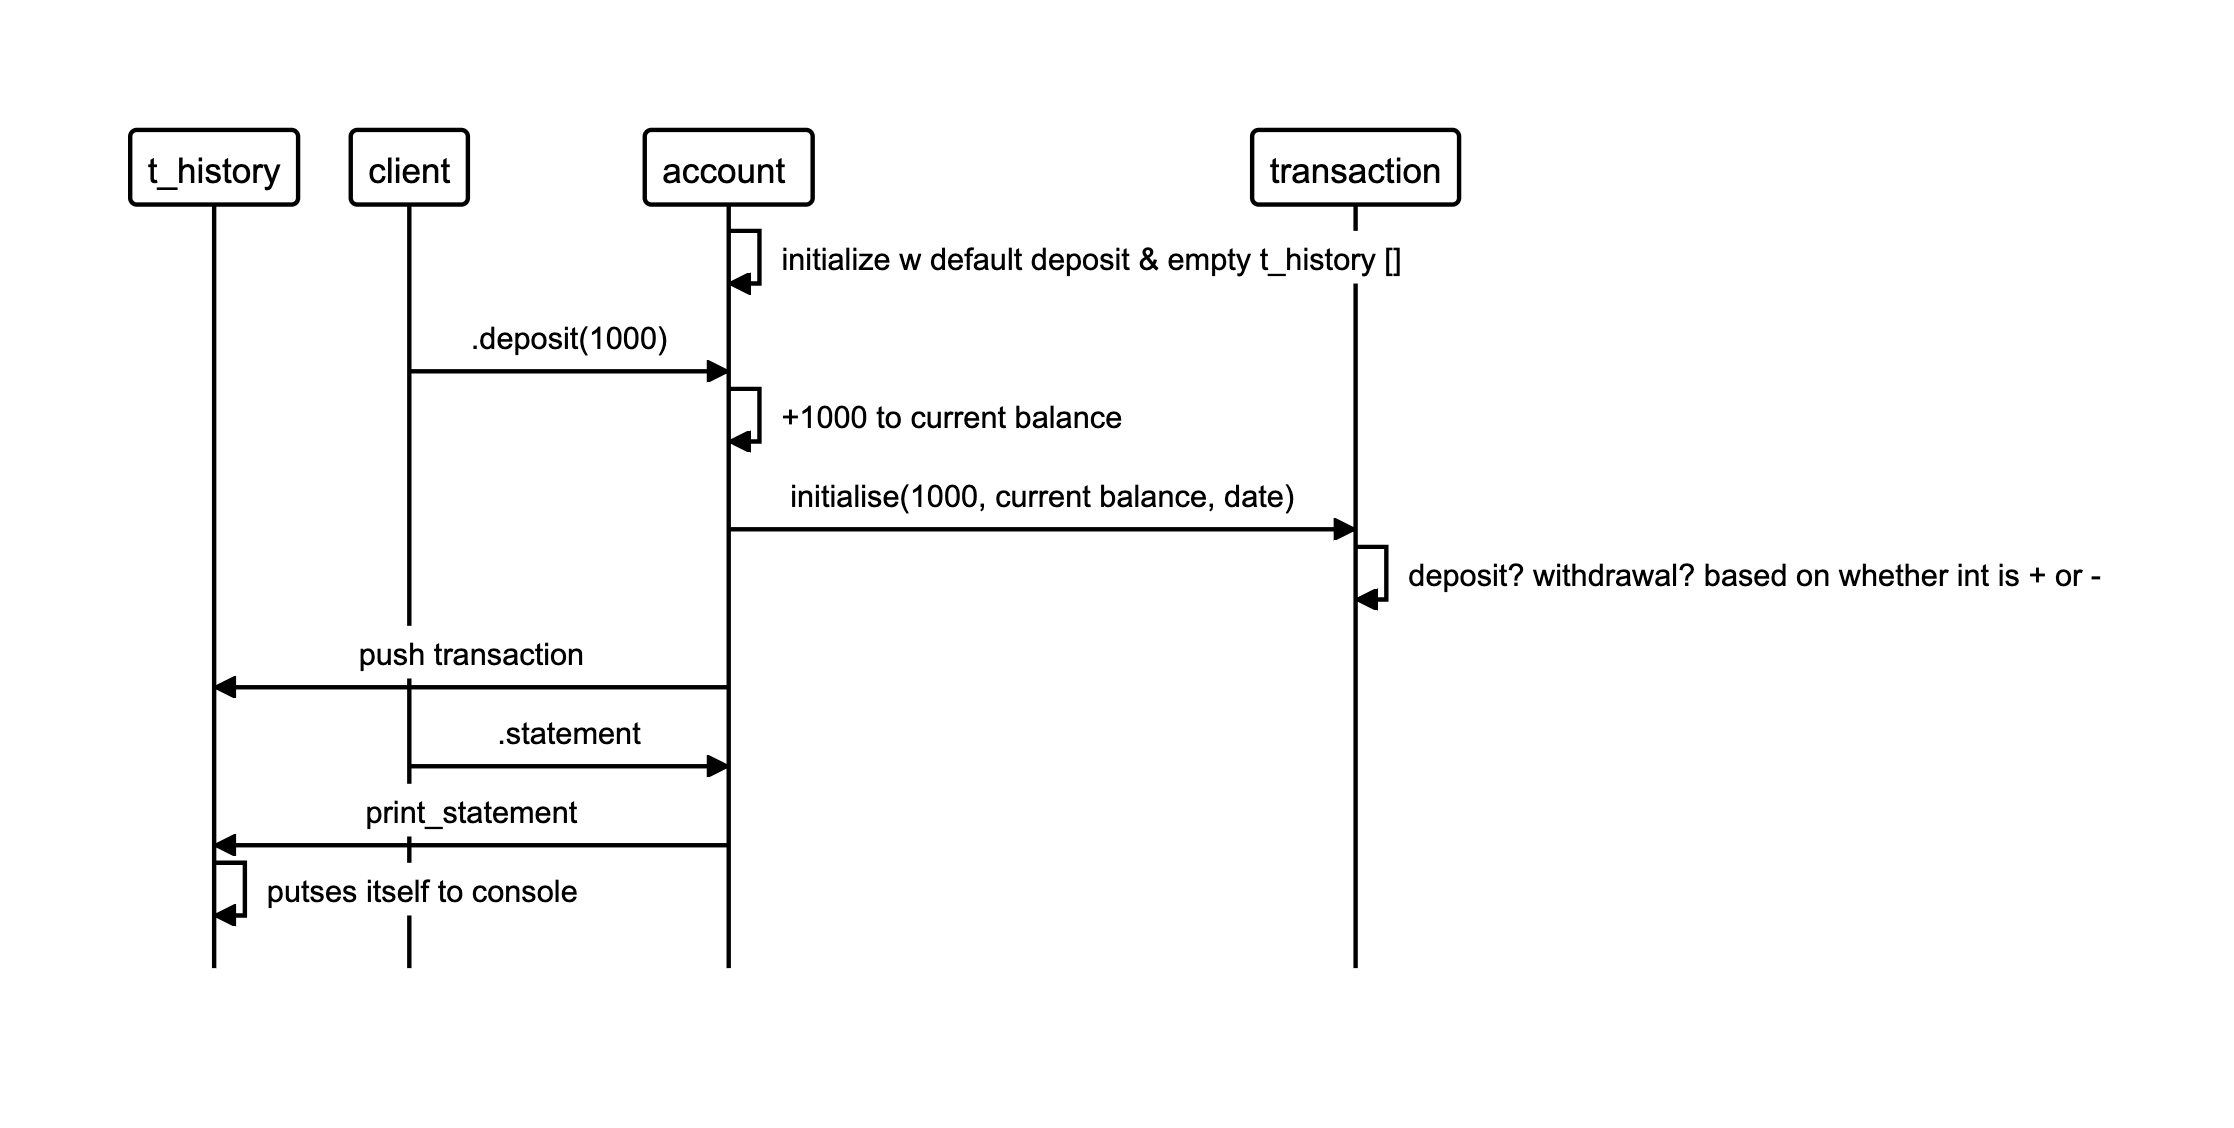 t_history
client
account
transaction
initialize w default deposit & empty t_history []
.deposit(1000)
+1000 to current balance
initialise(1000, current balance, date)
deposit? withdrawal? based on whether int is + or -
push transaction
.statement
print_statement
putses itself to console